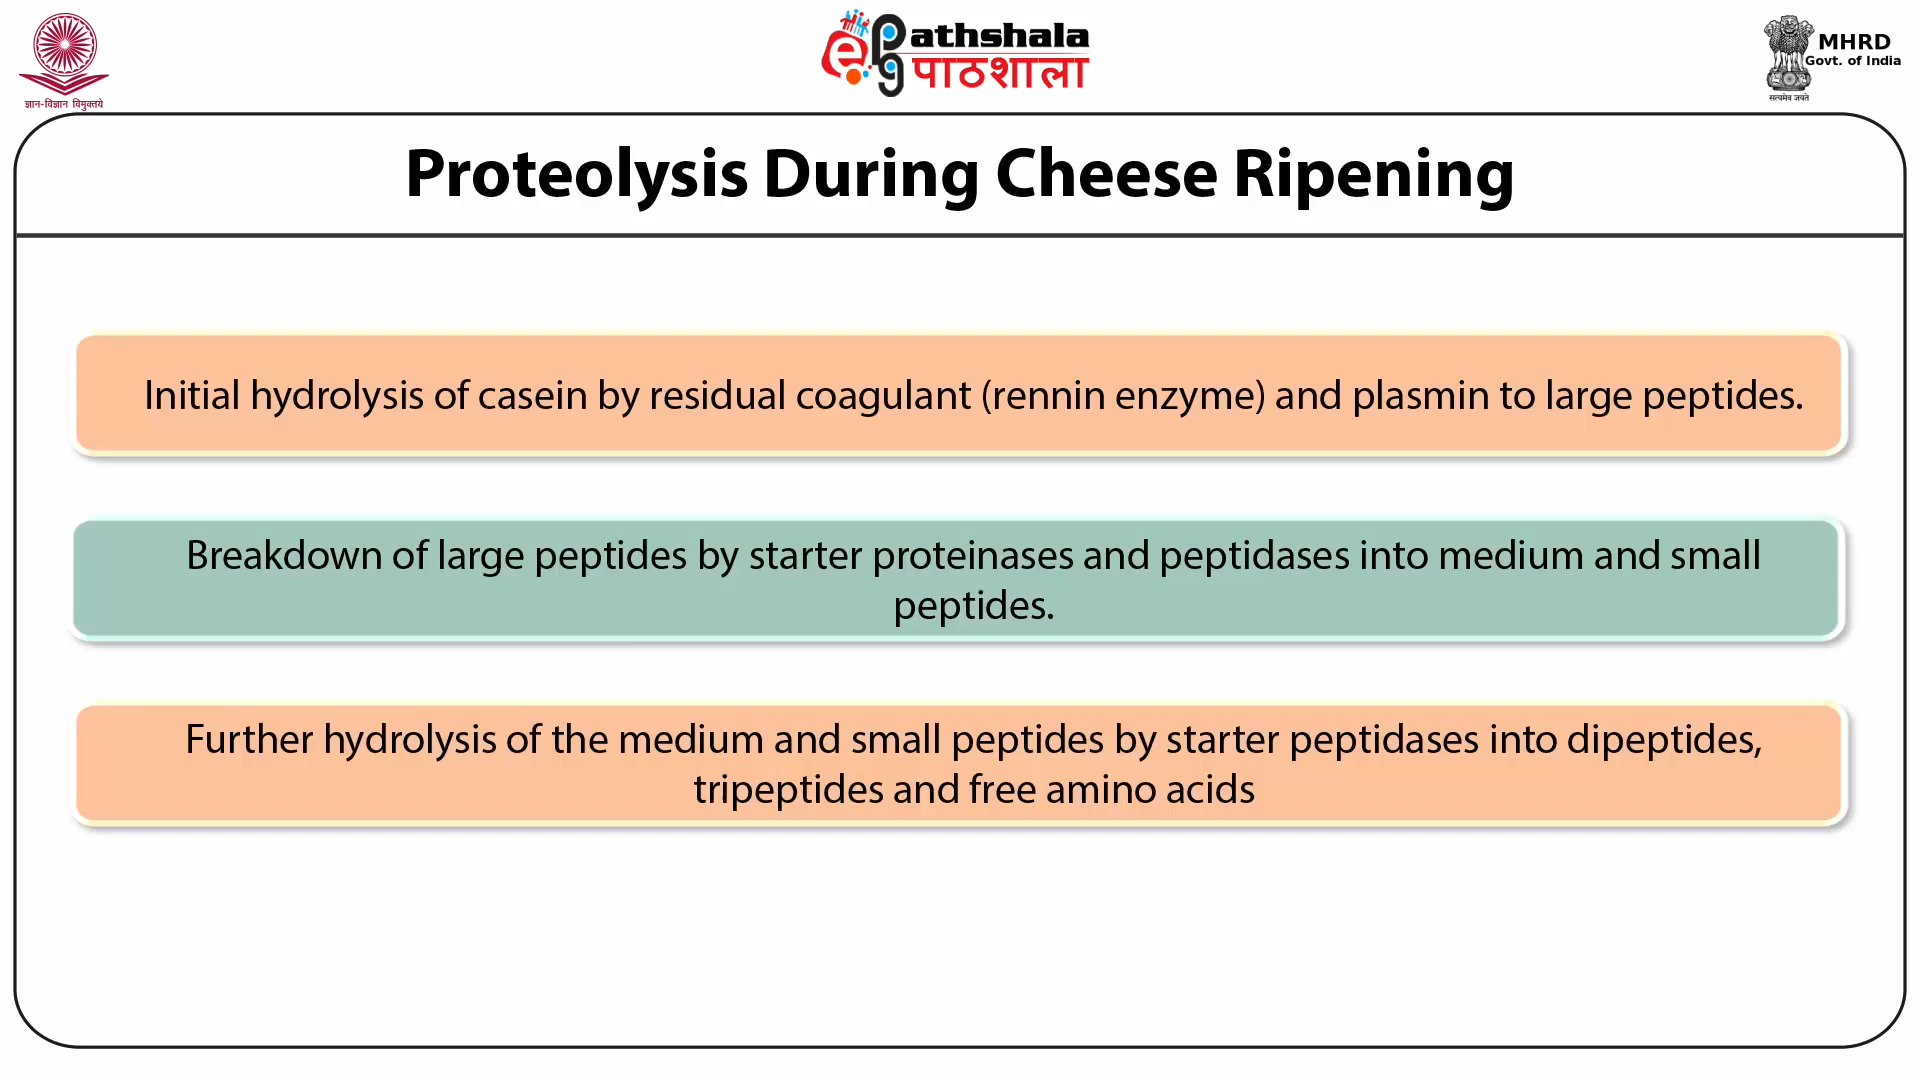 ज्ञान-विज्ञान विमुक्तये
ePathshala
पाठशाला
MHRD
Govt. of India
सत्यमेव जयते
Proteolysis During Cheese Ripening
Initial hydrolysis of casein by residual coagulant (rennin enzyme) and plasmin to large peptides.
Breakdown of large peptides by starter proteinases and peptidases into medium and small
peptides.
Further hydrolysis of the medium and small peptides by starter peptidases into dipeptides,
tripeptides and free amino acids